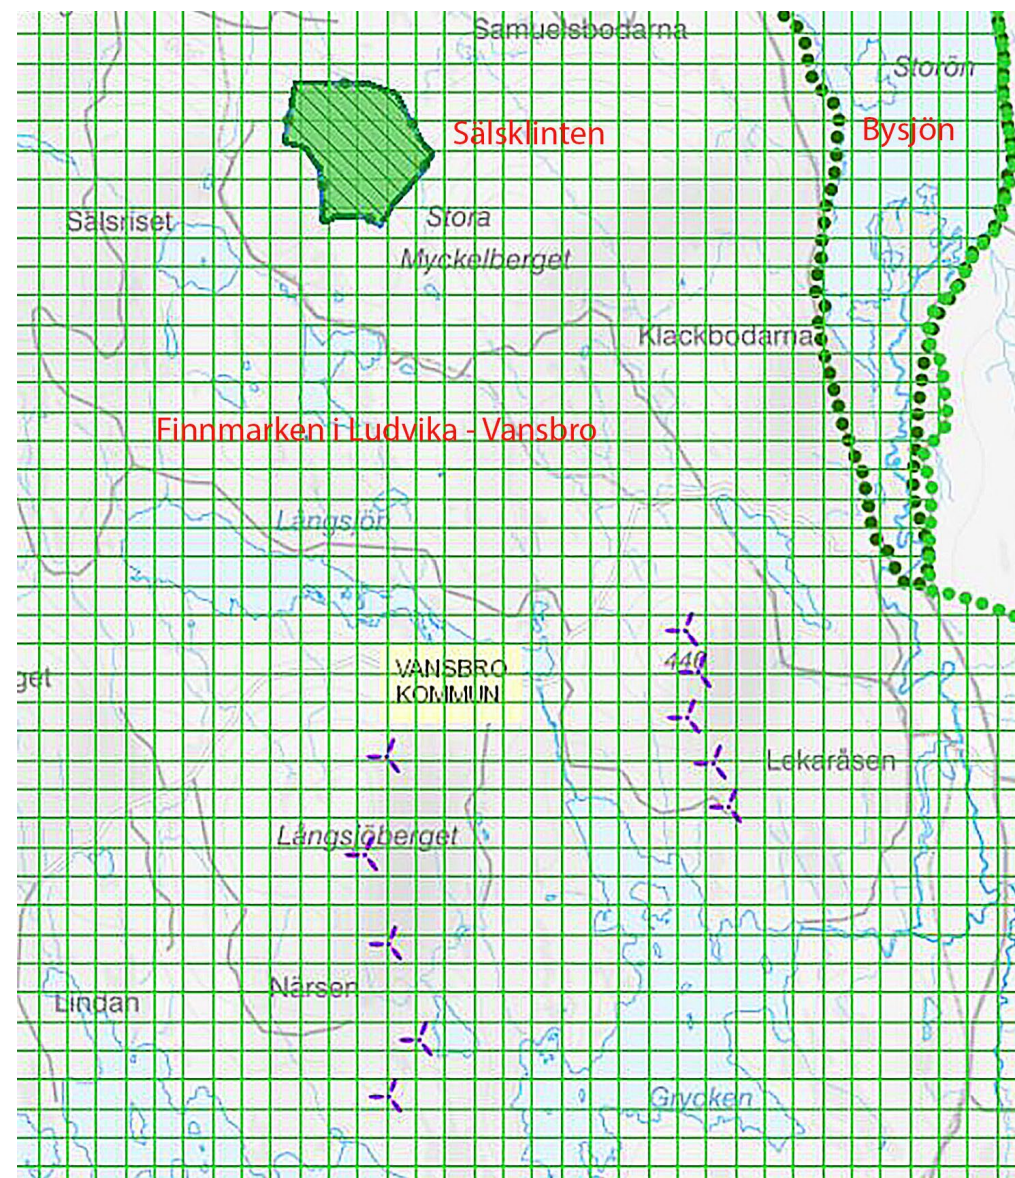 Samuelsbodarna
Storön
Sälsklinten
Bysjön
Sälsriset
Stora
Myckelberget
Klackbodarna
Finnmarken i Ludvika - Vansbro
Långsjön
440
VANSBRO
KOMMUN
get
Lekaråsen
Långsjöberget
Närsen
Lindan
Grycken